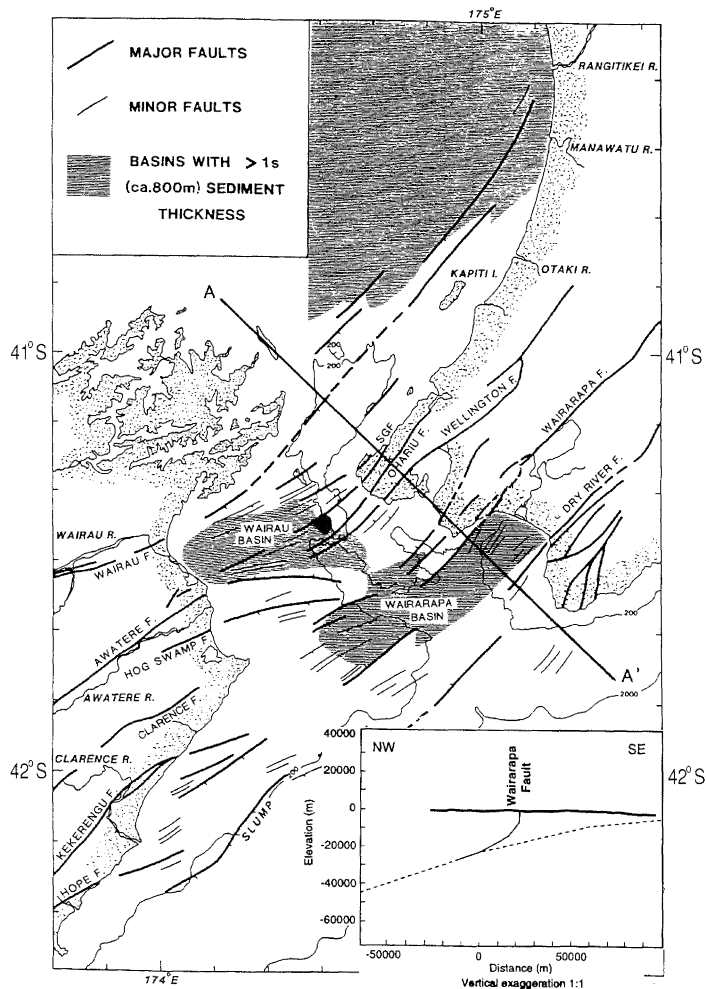 175°E
MAJOR FAULTS
MINOR FAULTS
BASINS WITH > 1s
(ca.800m) SEDIMENT
THICKNESS
RANGITIKEI R.
MANAWATU R.
KAPITI I.
OTAKI R.
A
41°S
41°S
200
200
WELLINGTON F.
WAIRARAPA F.
SGF
OHARIU F
DRY RIVER F.
WAIRAU R.
WAIRAU F.
WAIRAU
BASIN
WAIRARAPA
BASIN
200
AWATERE F.
HOG SWAMP F.
A'
2000
AWATERE R.
CLARENCE F.
CLARENCE R.
42°S
42°S
KEKERENGU F.
SLUMP
HOPE F.
174°E
NW
SE
Wairarapa
Fault
Elevation (m)
40000
20000
0
-20000
-40000
-60000
-50000
0
50000
Distance (m)
Vertical exaggeration 1:1